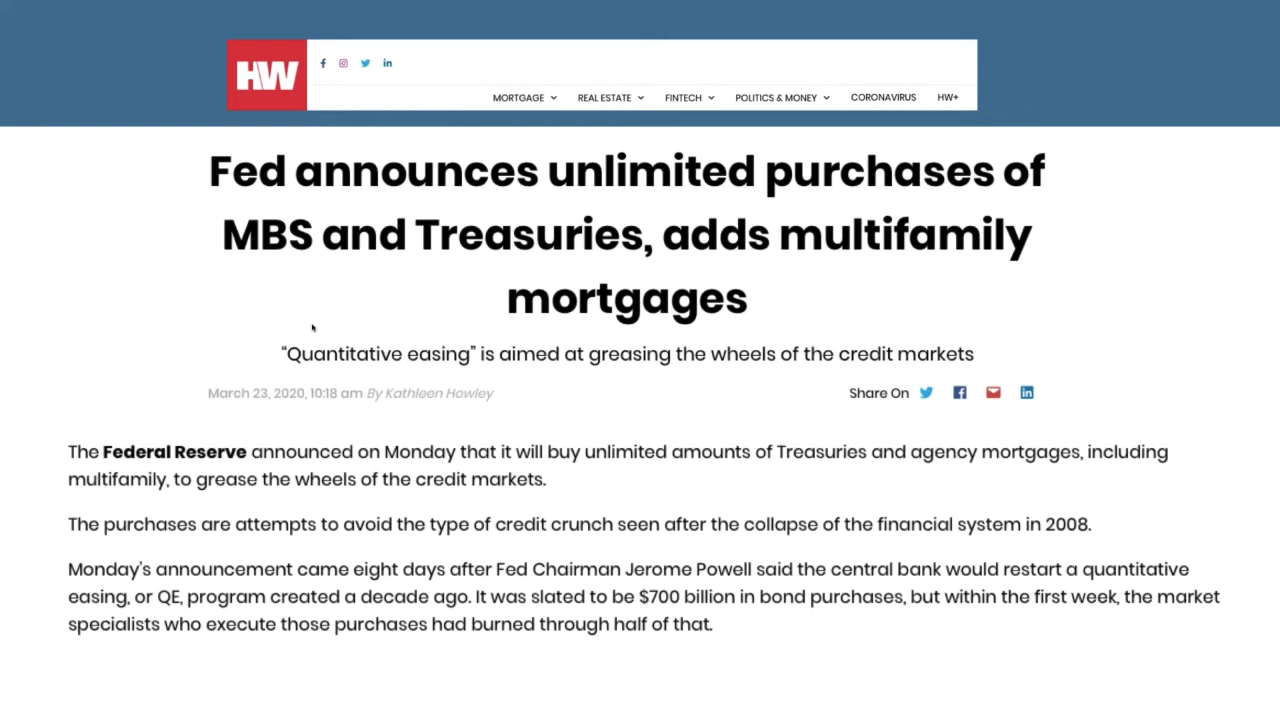 HW
MORTGAGE REAL ESTATE FINTECH POLITICS & MONEY CORONAVIRUS HW+
Fed announces unlimited purchases of
MBS and Treasuries, adds multifamily
mortgages
“Quantitative easing” is aimed at greasing the wheels of the credit markets
March 23, 2020, 10:18 am By Kathleen Howley
Share On
The Federal Reserve announced on Monday that it will buy unlimited amounts of Treasuries and agency mortgages, including
multifamily, to grease the wheels of the credit markets.
The purchases are attempts to avoid the type of credit crunch seen after the collapse of the financial system in 2008.
Monday's announcement came eight days after Fed Chairman Jerome Powell said the central bank would restart a quantitative
easing, or QE, program created a decade ago. It was slated to be $700 billion in bond purchases, but within the first week, the market
specialists who execute those purchases had burned through half of that.